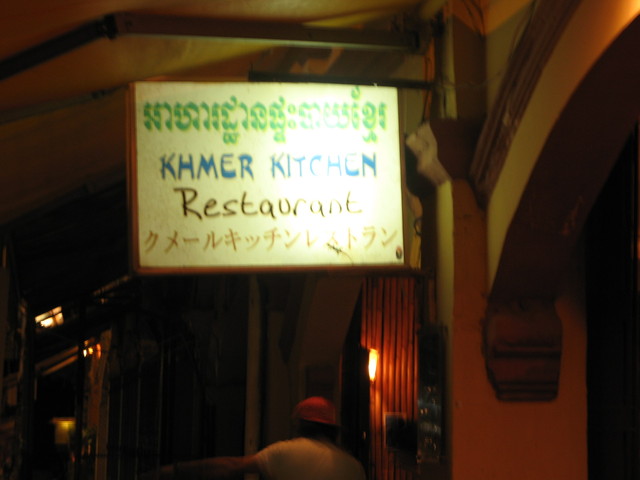 អាហារដ្ឋានផ្ទះបាយខ្មែរ
KHMER KITCHEN
Restaurant
クメールキッチンレストラン